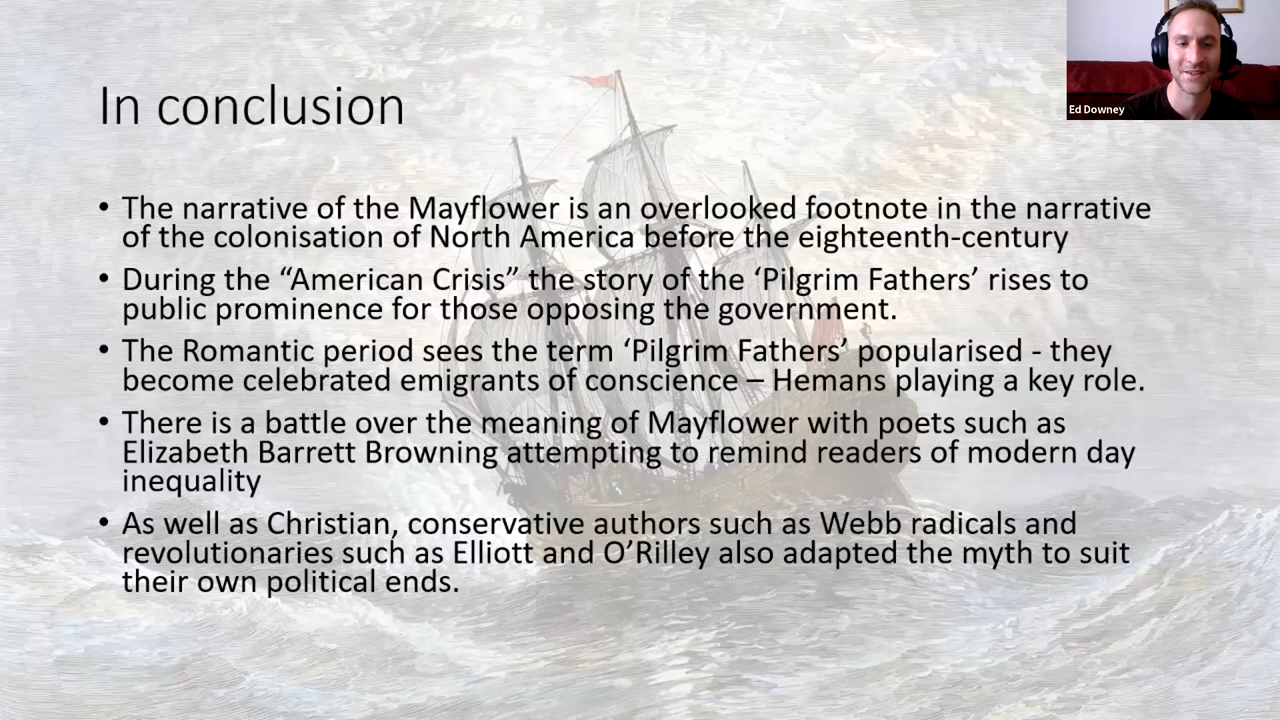 In conclusion
• The narrative of the Mayflower is an overlooked footnote in the narrative
of the colonisation of North America before the eighteenth-century
• During the “American Crisis” the story of the ‘Pilgrim Fathers’ rises to
public prominence for those opposing the government.
• The Romantic period sees the term ‘Pilgrim Fathers’ popularised - they
become celebrated emigrants of conscience – Hemans playing a key role.
• There is a battle over the meaning of Mayflower with poets such as
Elizabeth Barrett Browning attempting to remind readers of modern day
inequality
• As well as Christian, conservative authors such as Webb radicals and
revolutionaries such as Elliott and O’Rilley also adapted the myth to suit
their own political ends.
Ed Downey